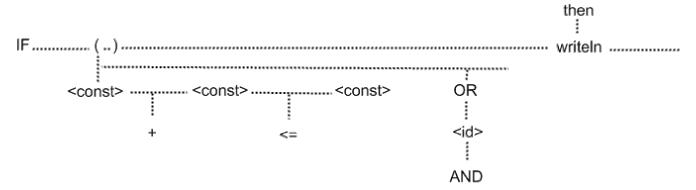 then
IF ( .. ) writeln
<const> <const> <const> OR
+ <= <id>
AND